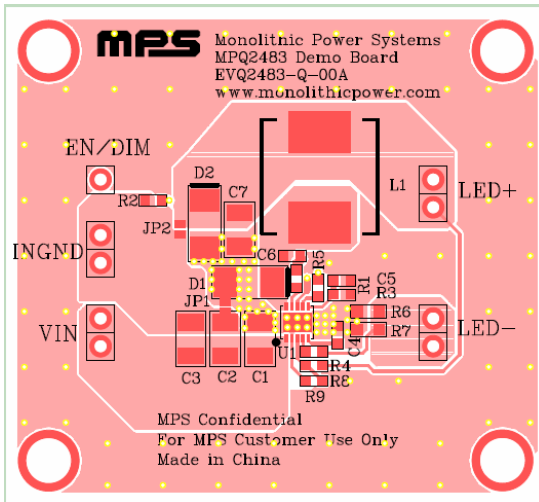 mps Monolithic Power Systems
MPQ2483 Demo Board
EVQ2483-Q-00A
www.monolithicpower.com
EN/DIM
D2
C7
L1
LED+
R2
JP2
INGND
C6
R5
D1
R1
C5
JP1
R3
VIN
R6
LED-
R7
C3
C2
C1
U1
C4
R4
R8
R9
MPS Confidential
For MPS Customer Use Only
Made in China